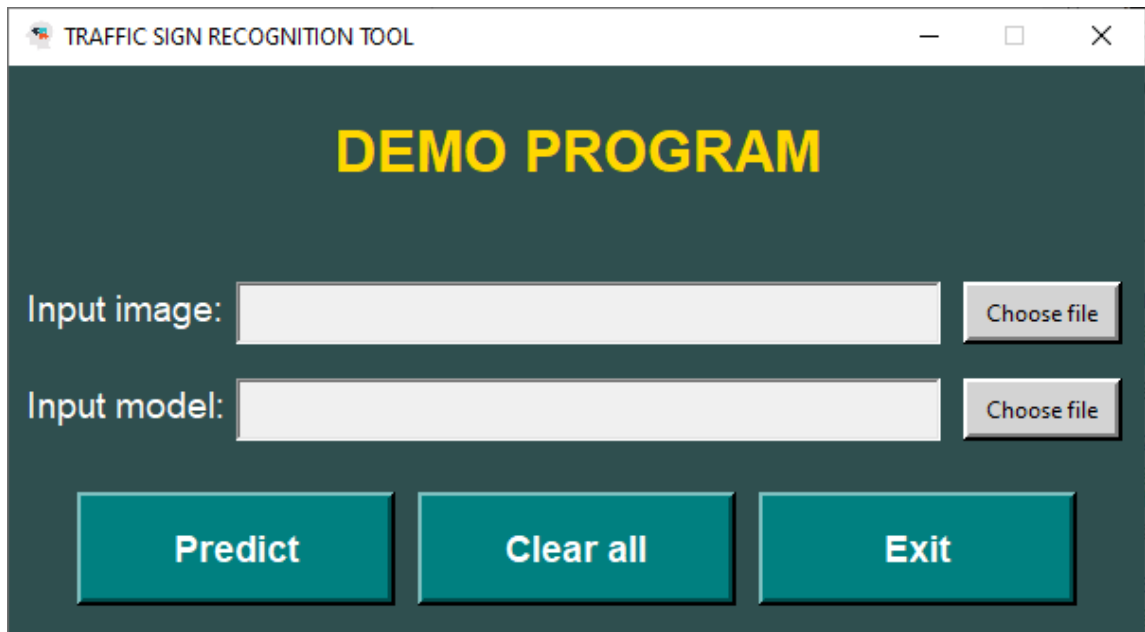 TRAFFIC SIGN RECOGNITION TOOL
DEMO PROGRAM
Input image: Choose file
Input model: Choose file
Predict Clear all Exit